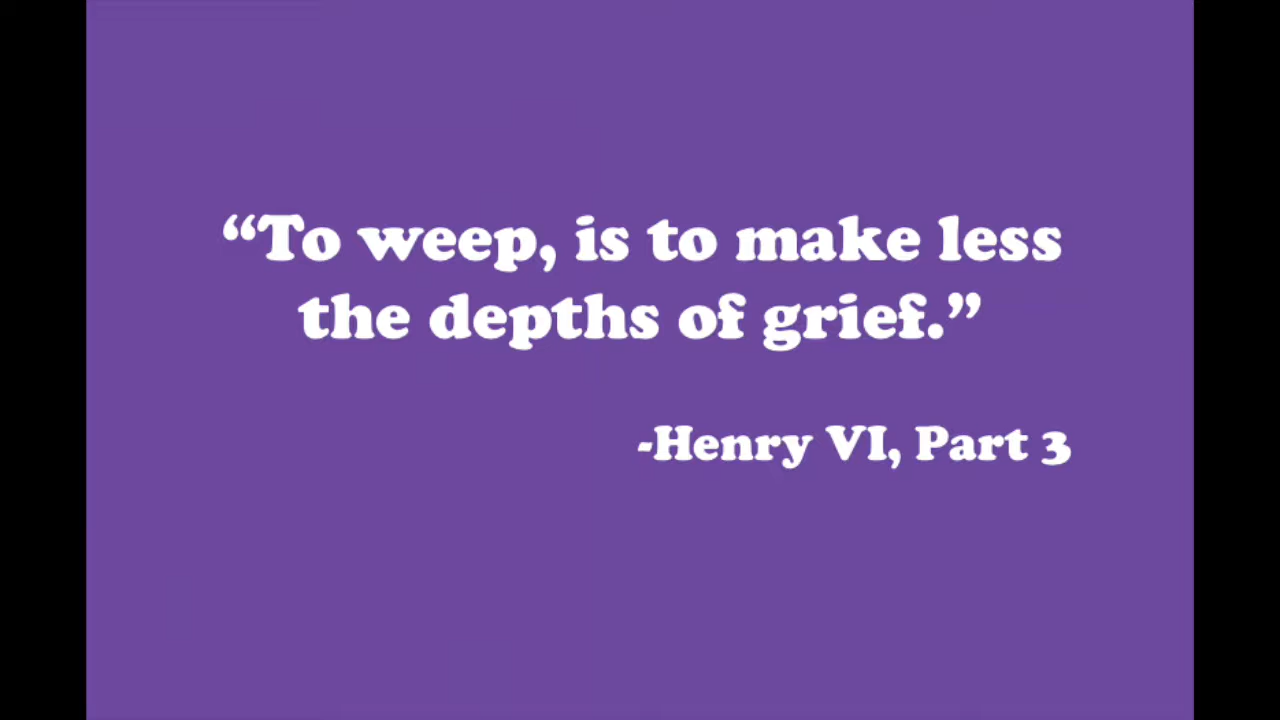 “To weep, is to make less
the depths of grief.”
-Henry VI, Part 3